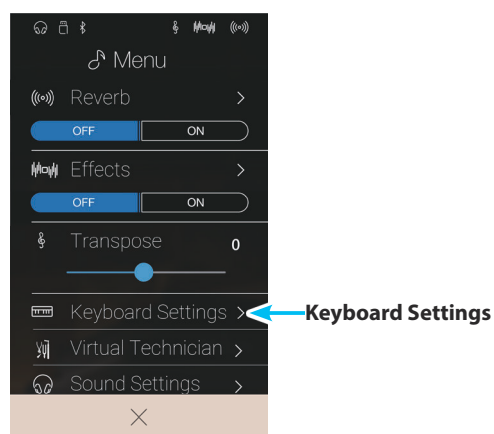 Menu
Reverb
OFF ON
Effects
OFF ON
Transpose 0
Keyboard Settings
Keyboard Settings
Virtual Technician
Sound Settings